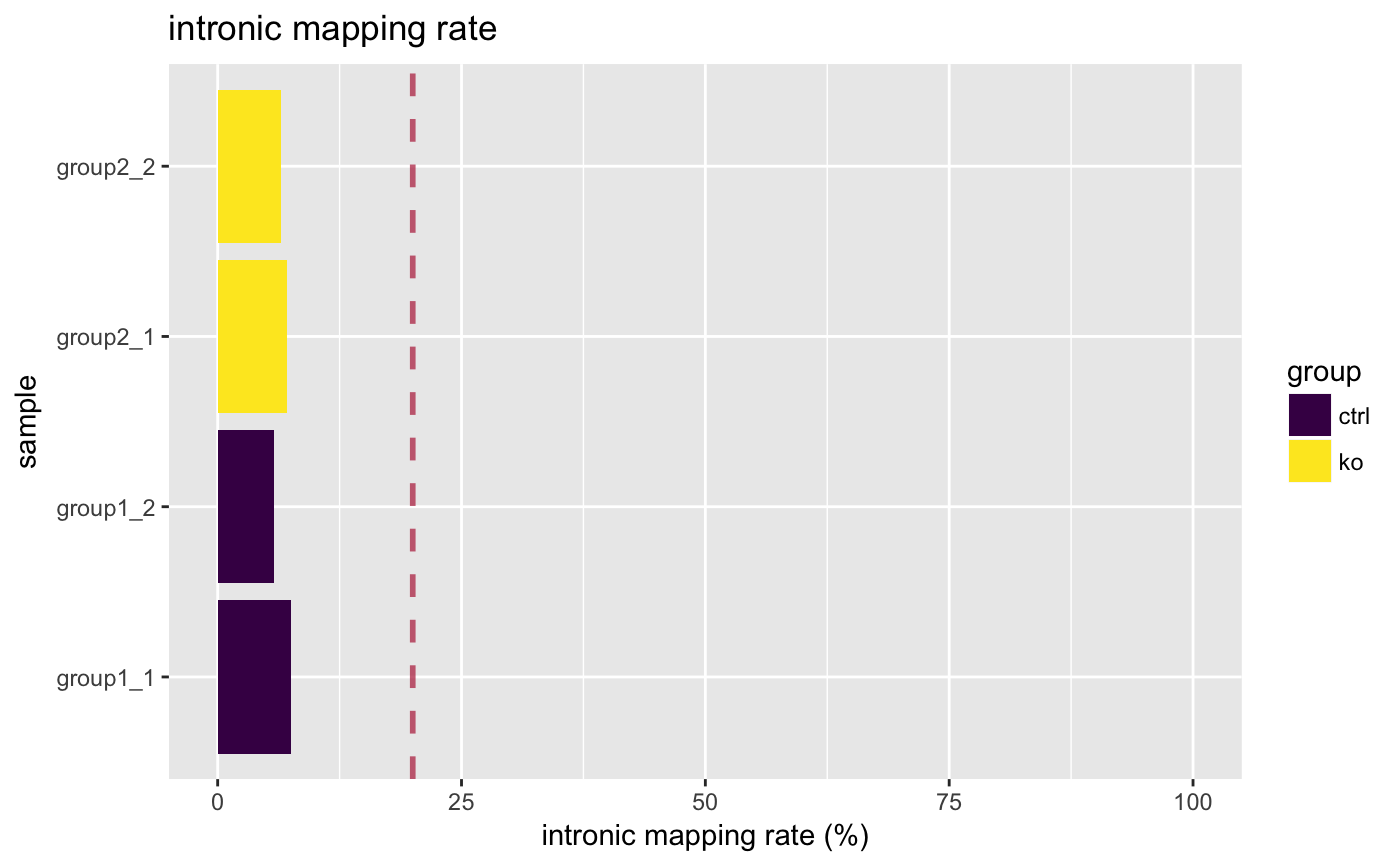 intronic mapping rate
group2_2
group2_1
group1_2
group1_1
sample
0 25 50 75 100
intronic mapping rate (%)
group
ctrl
ko